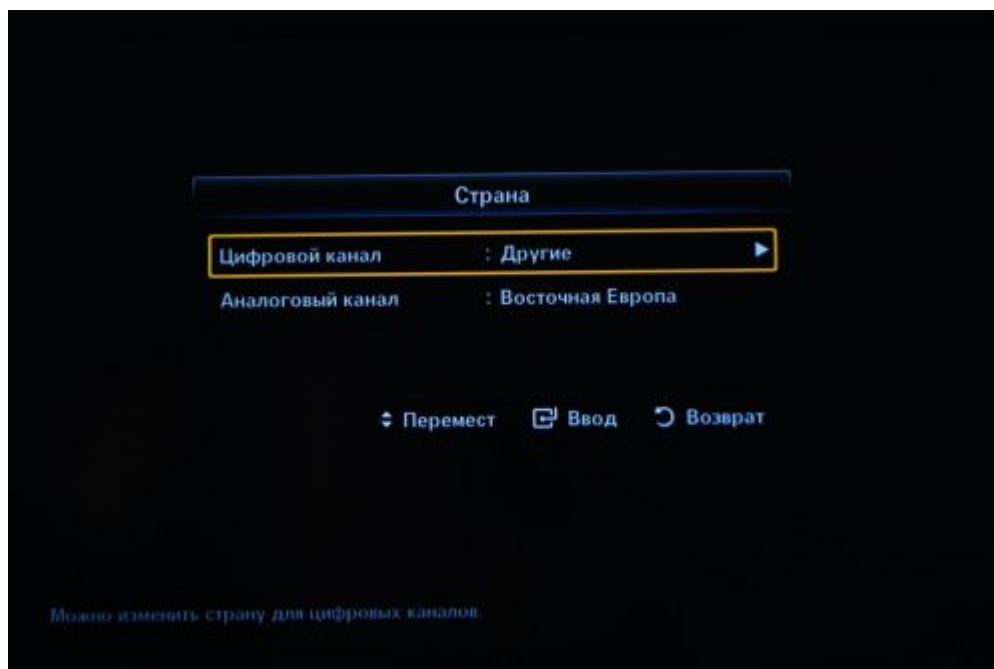 Страна
Цифровой канал : Другие
Аналоговый канал : Восточная Европа
Перемест Ввод Возврат
Можно изменить страну для цифровых каналов.